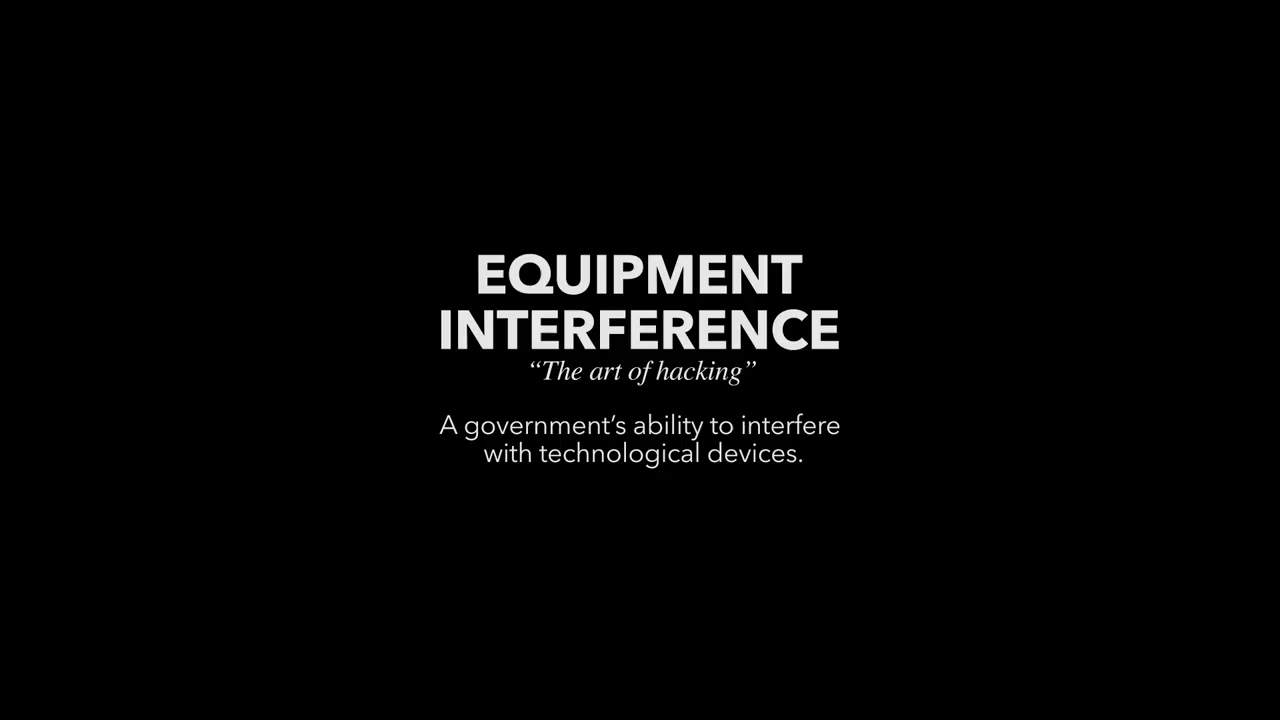 EQUIPMENT
INTERFERENCE
“The art of hacking”
A government’s ability to interfere
with technological devices.